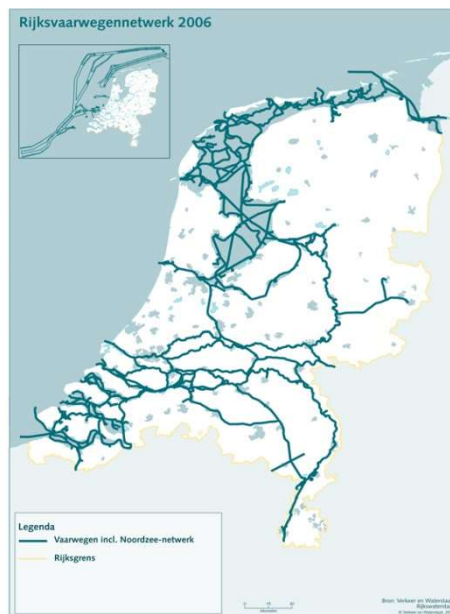 Rijksvaarwegennetwerk 2006
Legenda
Vaarwegen incl. Noordzee-netwerk
Rijksgrens
Bron: Verkeer en Waterstaat